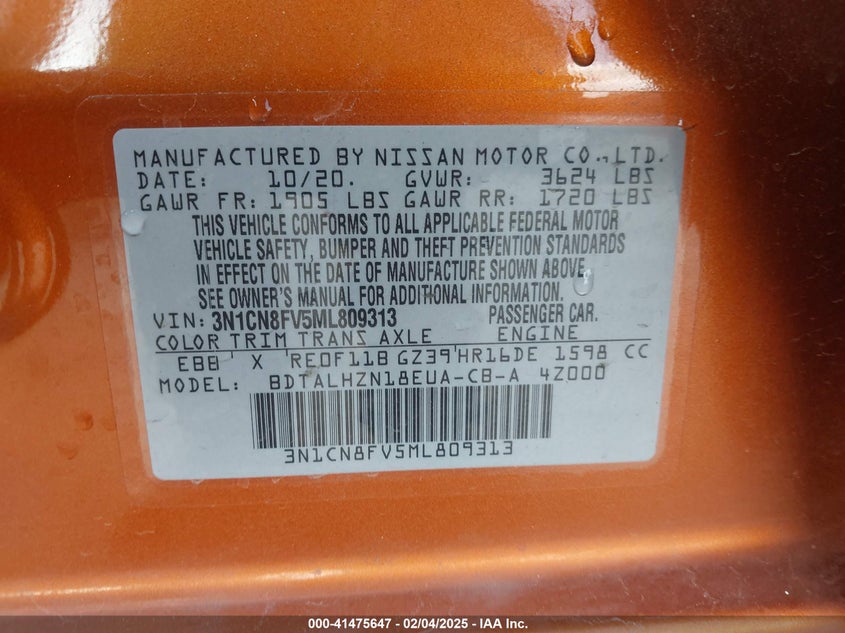 MANUFACTURED BY NISSAN MOTOR CO., LTD.
DATE: 10/20. GVWR: 3624 LBS
GAWR FR: 1905 LBS GAWR RR: 1720 LBS
THIS VEHICLE CONFORMS TO ALL APPLICABLE FEDERAL MOTOR
VEHICLE SAFETY, BUMPER AND THEFT PREVENTION STANDARDS
IN EFFECT ON THE DATE OF MANUFACTURE SHOWN ABOVE.
SEE OWNER'S MANUAL FOR ADDITIONAL INFORMATION.
VIN: 3N1CN8FV5ML809313 PASSENGER CAR.
COLOR TRIM TRANS AXLE ENGINE
EBB X RE0F11B GZ39 HR16DE 1598 CC
MODEL: BDTALHZN18EUA-CB-A 4Z000
3N1CN8FV5ML809313
000-41475647 - 02/04/2025 - IAA Inc.